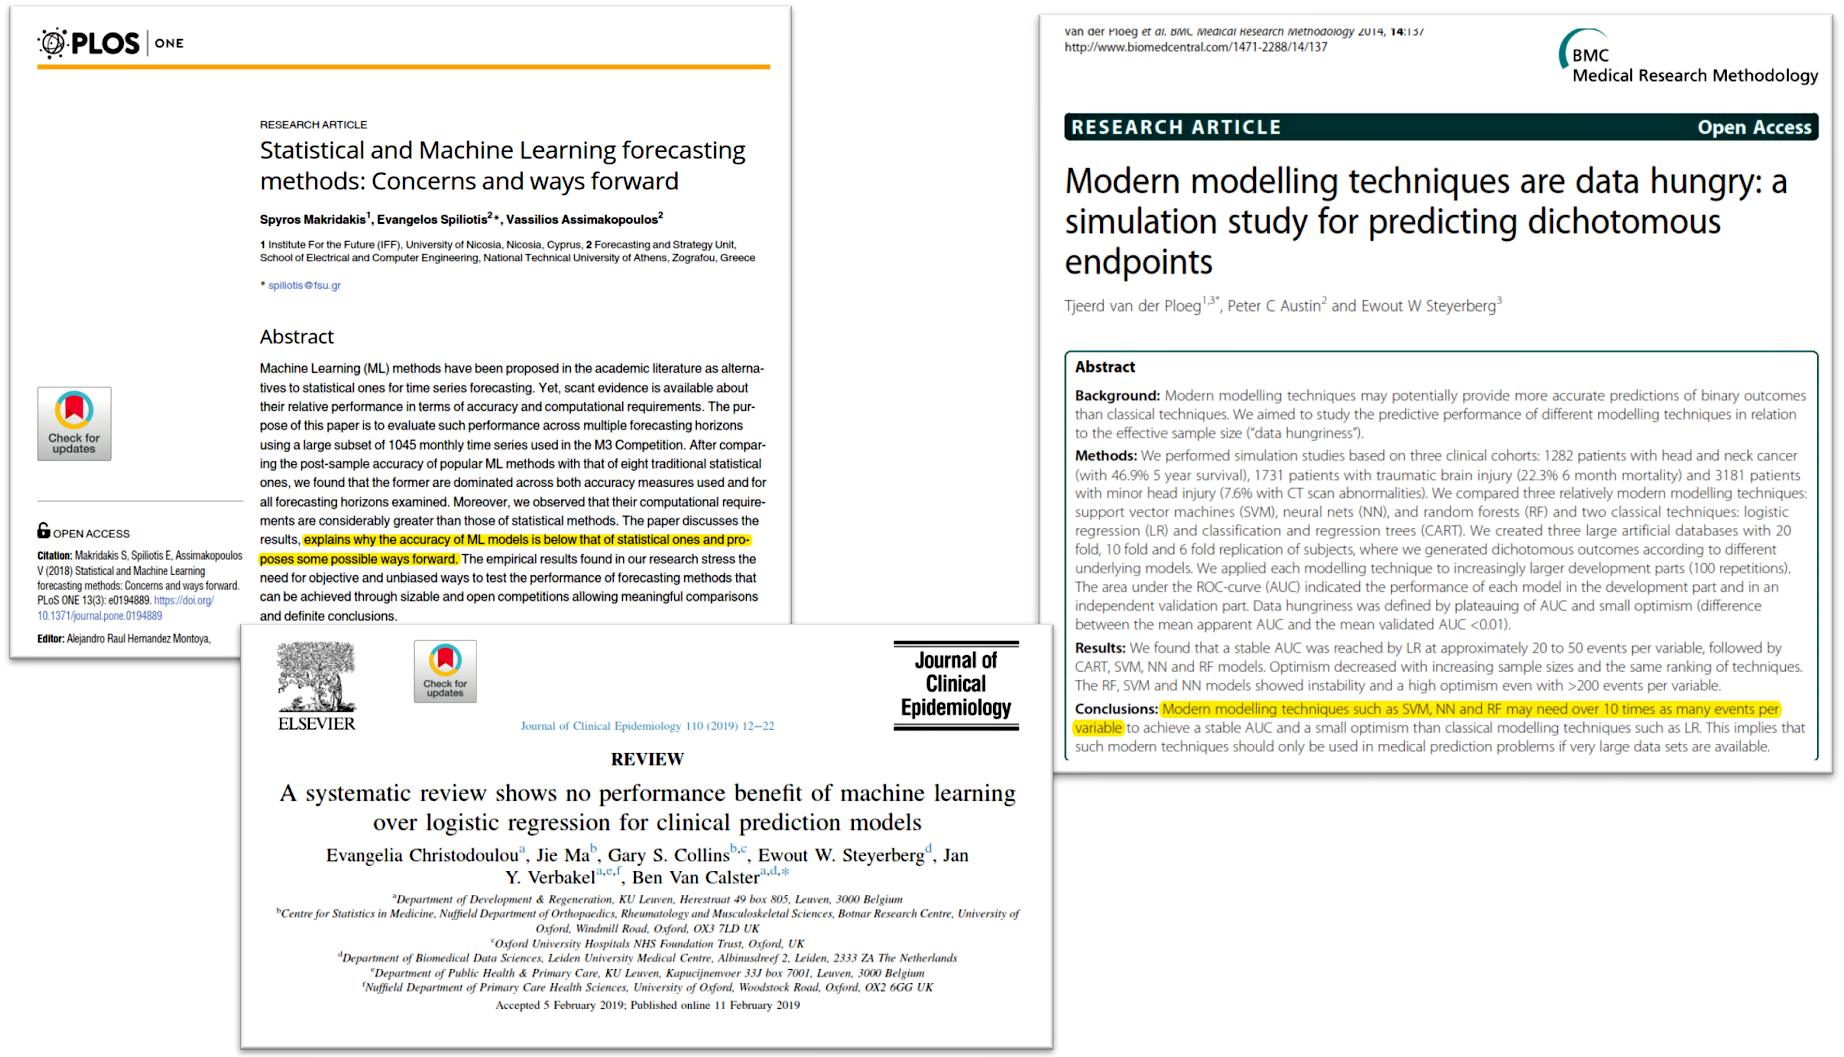 PLOS | ONE
RESEARCH ARTICLE
Statistical and Machine Learning forecasting
methods: Concerns and ways forward
Spyros Makridakis1, Evangelos Spiliotis2*, Vassilios Assimakopoulos2
1 Institute For the Future (IFF), University of Nicosia, Nicosia, Cyprus, 2 Forecasting and Strategy Unit,
School of Electrical and Computer Engineering, National Technical University of Athens, Zografou, Greece
* spiliotis@fsu.gr
Abstract
Machine Learning (ML) methods have been proposed in the academic literature as alterna-
tives to statistical ones for time series forecasting. Yet, scant evidence is available about
their relative performance in terms of accuracy and computational requirements. The pur-
pose of this paper is to evaluate such performance across multiple forecasting horizons
using a large subset of 1045 monthly time series used in the M3 Competition. After compar-
ing the post-sample accuracy of popular ML methods with that of eight traditional statistical
ones, we found that the former are dominated across both accuracy measures used and for
all forecasting horizons examined. Moreover, we observed that their computational require-
ments are considerably greater than those of statistical methods. The paper discusses the
results, explains why the accuracy of ML models is below that of statistical ones and pro-
poses some possible ways forward. The empirical results found in our research stress the
need for objective and unbiased ways to test the performance of forecasting methods that
can be achieved through sizable and open competitions allowing meaningful comparisons
and definite conclusions.
Check for
updates
OPEN ACCESS
Citation: Makridakis S, Spiliotis E, Assimakopoulos
V (2018) Statistical and Machine Learning
forecasting methods: Concerns and ways forward.
PLoS ONE 13(3): e0194889. https://doi.org/
10.1371/journal.pone.0194889
Editor: Alejandro Raul Hernandez Montoya,
van der Ploeg et al. BMC Medical Research Methodology 2014, 14:137
http://www.biomedcentral.com/1471-2288/14/137
BMC
Medical Research Methodology
RESEARCH ARTICLE Open Access
Modern modelling techniques are data hungry: a
simulation study for predicting dichotomous
endpoints
Tjeerd van der Ploeg1,3*, Peter C Austin2 and Ewout W Steyerberg3
Abstract
Background: Modern modelling techniques may potentially provide more accurate predictions of binary outcomes
than classical techniques. We aimed to study the predictive performance of different modelling techniques in relation
to the effective sample size (“data hungriness”).
Methods: We performed simulation studies based on three clinical cohorts: 1282 patients with head and neck cancer
(with 46.9% 5 year survival), 1731 patients with traumatic brain injury (22.3% 6 month mortality) and 3181 patients
with minor head injury (7.6% with CT scan abnormalities). We compared three relatively modern modelling techniques:
support vector machines (SVM), neural nets (NN), and random forests (RF) and two classical techniques: logistic
regression (LR) and classification and regression trees (CART). We created three large artificial databases with 20
fold, 10 fold and 6 fold replication of subjects, where we generated dichotomous outcomes according to different
underlying models. We applied each modelling technique to increasingly larger development parts (100 repetitions).
The area under the ROC-curve (AUC) indicated the performance of each model in the development part and in an
independent validation part. Data hungriness was defined by plateauing of AUC and small optimism (difference
between the mean apparent AUC and the mean validated AUC <0.01).
Results: We found that a stable AUC was reached by LR at approximately 20 to 50 events per variable, followed by
CART, SVM, NN and RF models. Optimism decreased with increasing sample sizes and the same ranking of techniques.
The RF, SVM and NN models showed instability and a high optimism even with >200 events per variable.
Conclusions: Modern modelling techniques such as SVM, NN and RF may need over 10 times as many events per
variable to achieve a stable AUC and a small optimism than classical modelling techniques such as LR. This implies that
such modern techniques should only be used in medical prediction problems if very large data sets are available.
ELSEVIER
Check for
updates
Journal of
Clinical
Epidemiology
Journal of Clinical Epidemiology 110 (2019) 12–22
REVIEW
A systematic review shows no performance benefit of machine learning
over logistic regression for clinical prediction models
Evangelia Christodouloua, Jie Mab, Gary S. Collinsb,c, Ewout W. Steyerbergd, Jan
Y. Verbakela,e,f, Ben Van Calstera,d,*
aDepartment of Development & Regeneration, KU Leuven, Herestraat 49 box 805, Leuven, 3000 Belgium
bCentre for Statistics in Medicine, Nuffield Department of Orthopaedics, Rheumatology and Musculoskeletal Sciences, Botnar Research Centre, University of
Oxford, Windmill Road, Oxford, OX3 7LD UK
cOxford University Hospitals NHS Foundation Trust, Oxford, UK
dDepartment of Biomedical Data Sciences, Leiden University Medical Centre, Albinusdreef 2, Leiden, 2333 ZA The Netherlands
eDepartment of Public Health & Primary Care, KU Leuven, Kapucijnenvoer 33J box 7001, Leuven, 3000 Belgium
fNuffield Department of Primary Care Health Sciences, University of Oxford, Woodstock Road, Oxford, OX2 6GG UK
Accepted 5 February 2019; Published online 11 February 2019